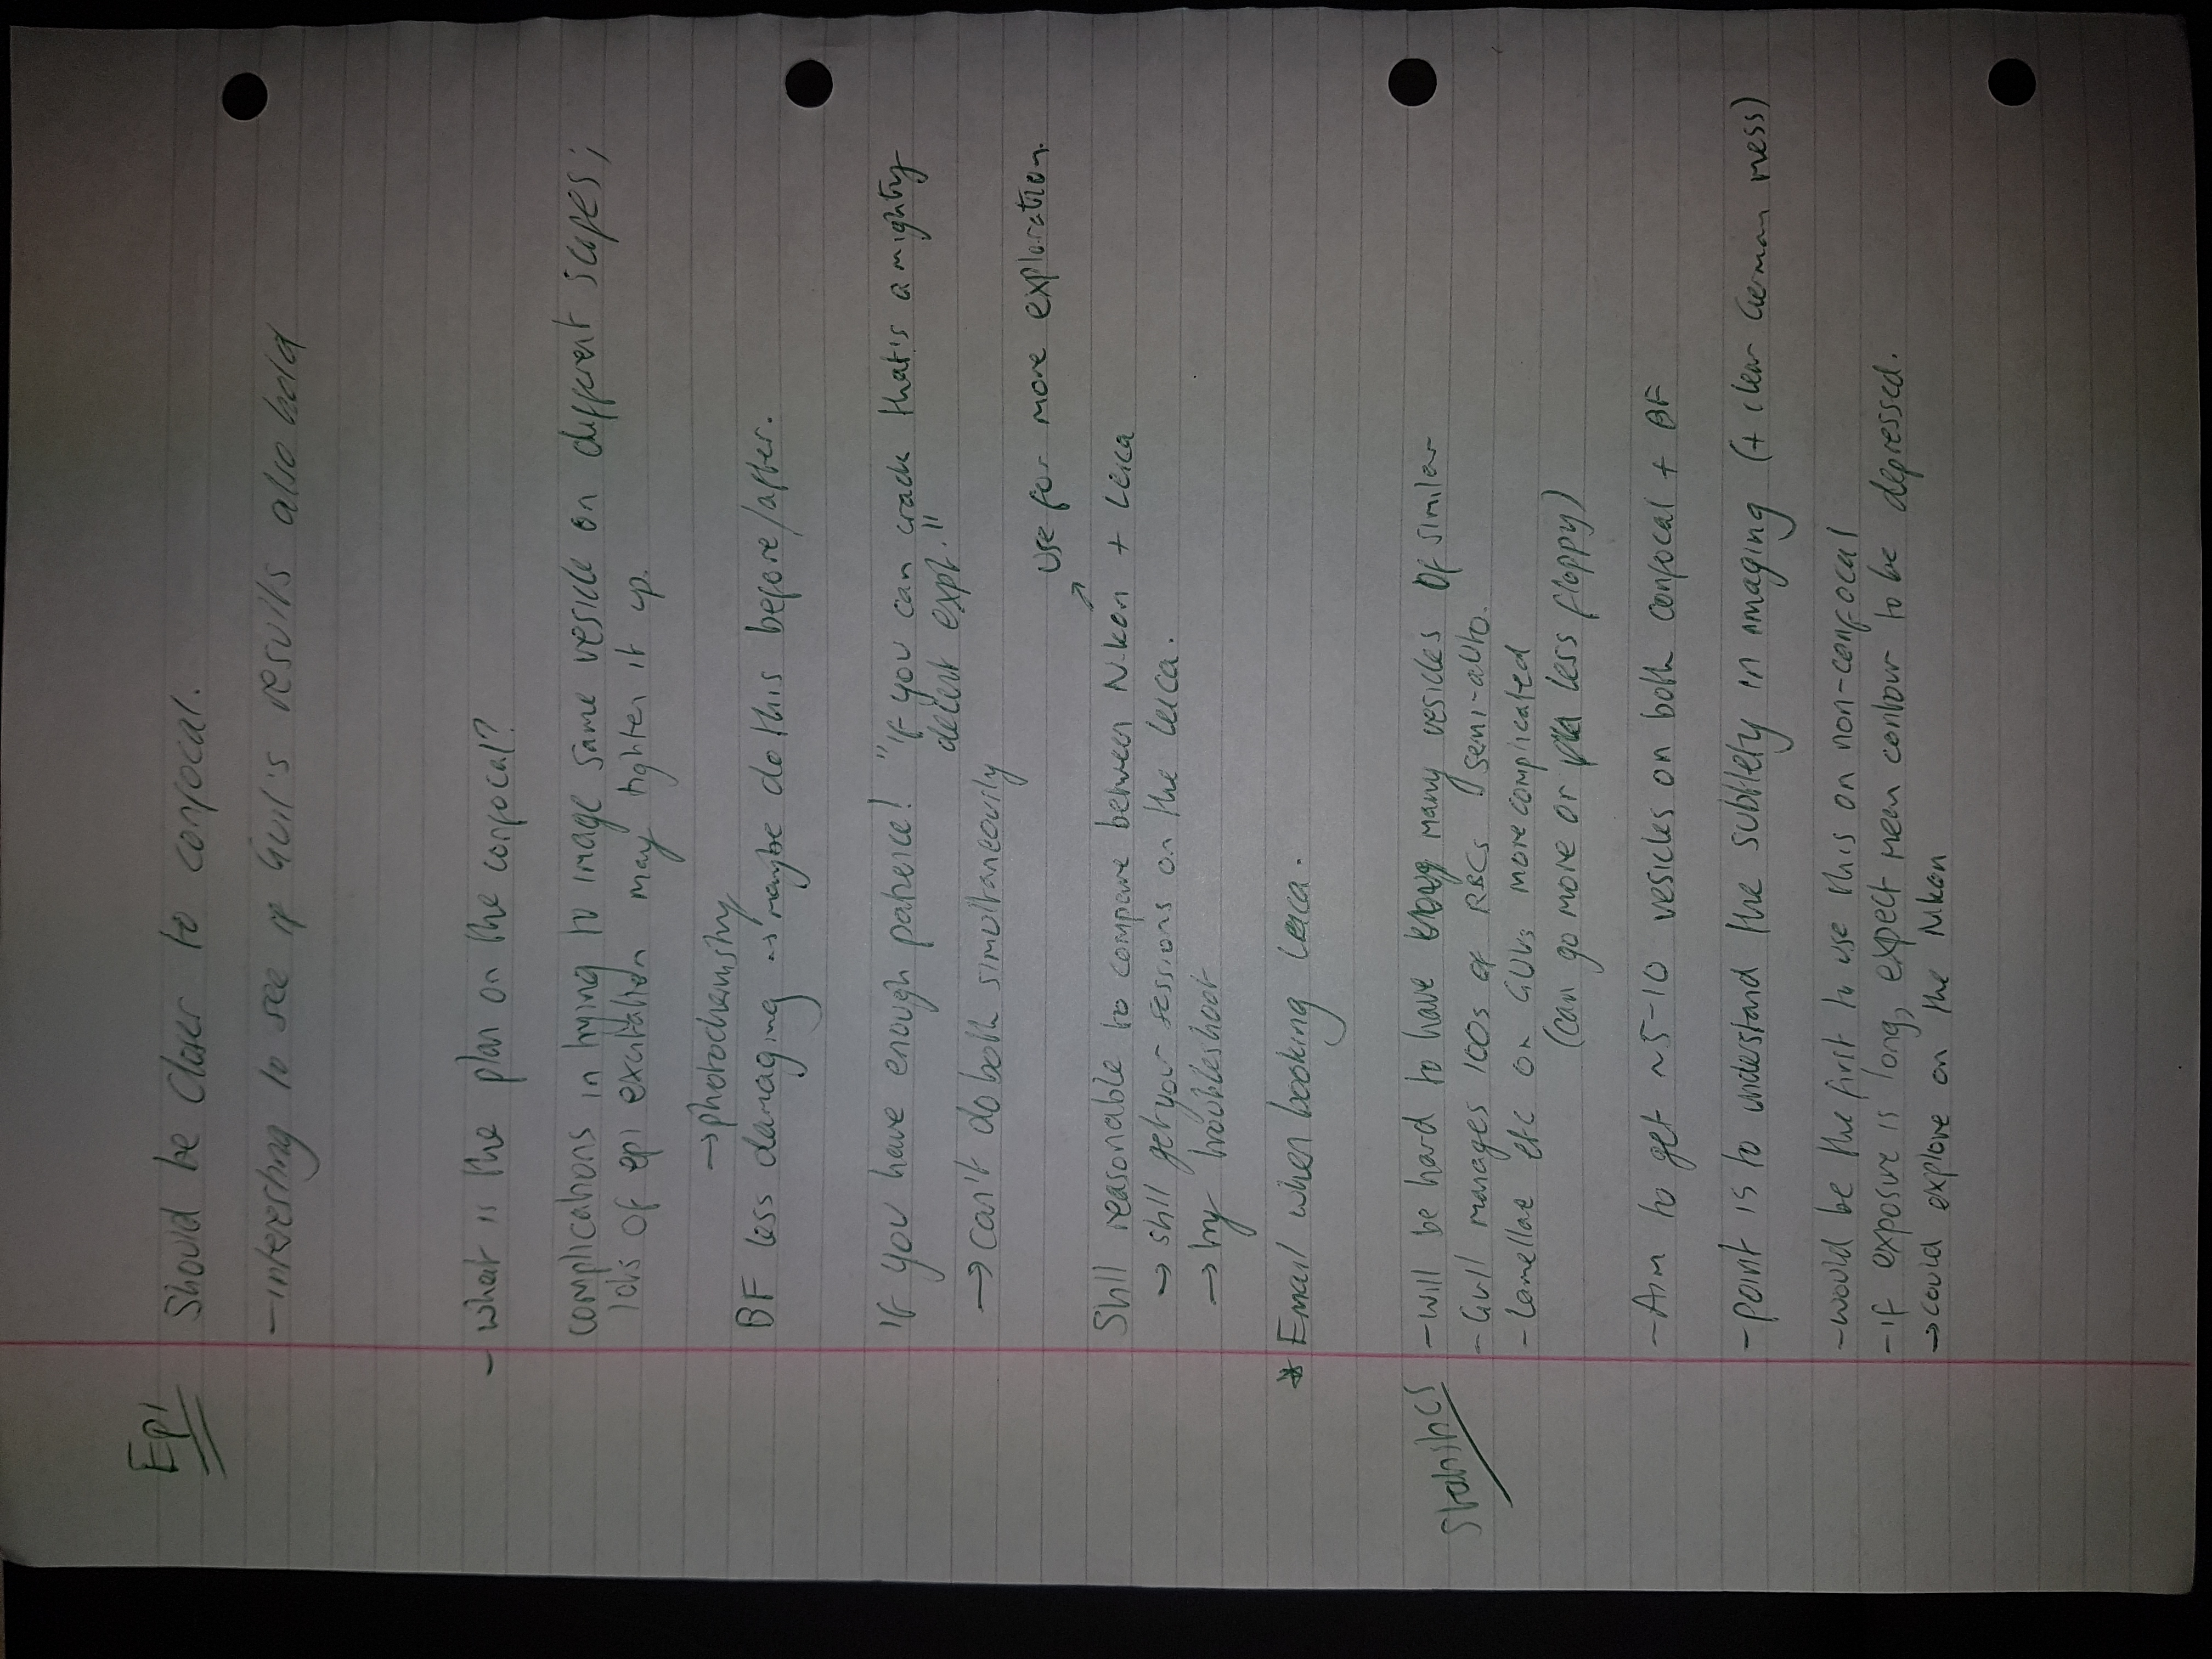 Epi
Should be closer to confocal.
- interesting to see if Guil's results also hold
- what is the plan on the confocal?
complications in trying to image same vesicle on different scopes;
lots of epi excitation may tighten it up.
→ photochemistry
BF less damaging → maybe do this before/after.
If you have enough patience! "if you can crack that's a mighty
decent expt."
→ can't do both simultaneously
use for more exploration.
↗
Still reasonable to compare between Nikon + Leica
→ still get your sessions on the Leica.
→ try troubleshoot
* Email when booking Leica.
Statistics
- will be hard to have many vesicles of similar
- Guil manages 100s of RBCs semi-auto.
- Lamellae etc on GUVs more complicated
(can go more or less floppy)
- Aim to get ~5-10 vesicles on both confocal + BF
- point is to understand the subtlety in imaging (+ clear German mess)
- would be the first to use this on non-confocal
- if exposure is long, expect mean contour to be depressed.
→ could explore on the Nikon